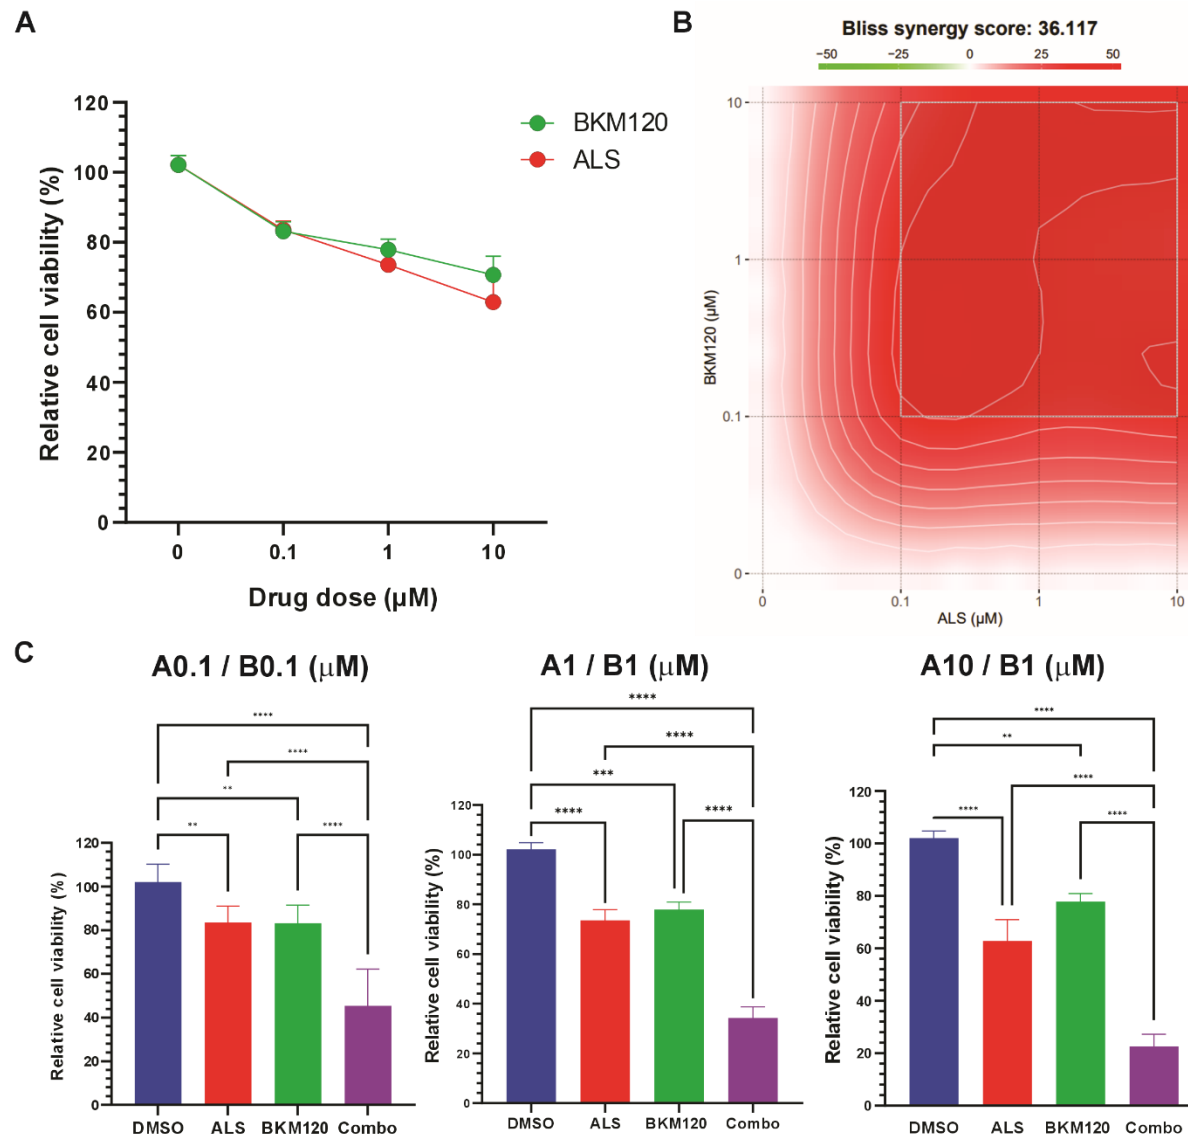 A
120
100
80
60
40
20
0
Relative cell viability (%)
0 0.1 1 10
Drug dose (µM)
BKM120
ALS
B
Bliss synergy score: 36.117
−50 −25 0 25 50
10
1
0.1
0
BKM120 (µM)
0 0.1 1 10
ALS (µM)
C
A0.1 / B0.1 (µM)
****
****
**
** ****
120
100
80
60
40
20
0
Relative cell viability (%)
DMSO ALS BKM120 Combo
A1 / B1 (µM)
****
****
***
**** ****
120
100
80
60
40
20
0
Relative cell viability (%)
DMSO ALS BKM120 Combo
A10 / B1 (µM)
****
**
****
**** ****
120
100
80
60
40
20
0
Relative cell viability (%)
DMSO ALS BKM120 Combo